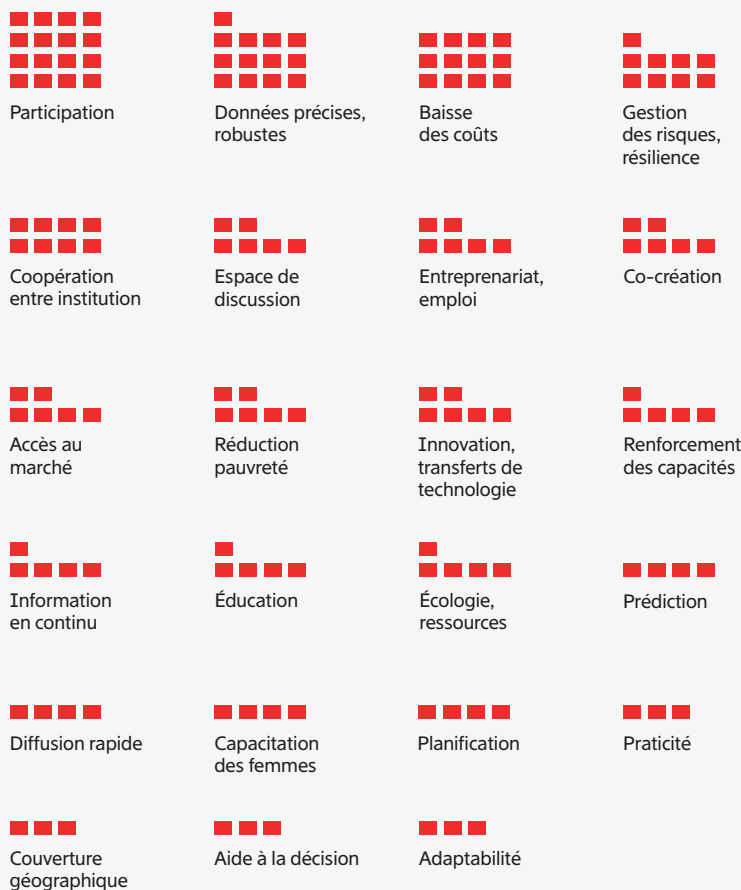 Participation
Données précises,
robustes
Baisse
des coûts
Gestion
des risques,
résilience
Coopération
entre institution
Espace de
discussion
Entreprenariat,
emploi
Co-création
Accès au
marché
Réduction
pauvreté
Innovation,
transferts de
technologie
Renforcement
des capacités
Information
en continu
Éducation
Écologie,
ressources
Prédiction
Diffusion rapide
Capacitation
des femmes
Planification
Praticité
Couverture
géographique
Aide à la décision
Adaptabilité